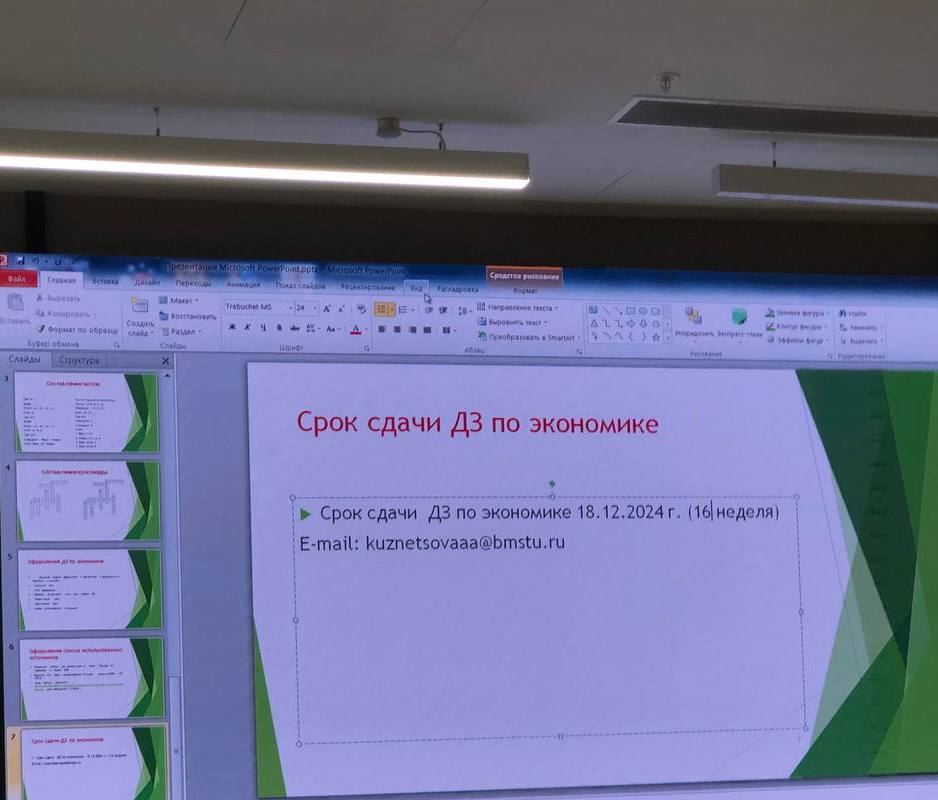 Презентация Microsoft PowerPoint.pptx - Microsoft PowerPoint
Средства рисования
Файл Главная Вставка Дизайн Переходы Анимация Показ слайдов Рецензирование Вид Раскадровка Формат
Вставить
Вырезать
Копировать
Формат по образцу
Буфер обмена
Создать слайд
Макет
Восстановить
Раздел
Слайды
Trebuchet MS 24
Шрифт
Направление текста
Выровнять текст
Преобразовать в SmartArt
Абзац
Упорядочить Экспресс-стили
Заливка фигуры
Контур фигуры
Эффекты фигур
Рисование
Найти
Заменить
Выделить
Редактирование
Слайды Структура
3
Составление тестов
4
Составление кроссворда
5
Оформление ДЗ по экономике
6
Оформление списка использованных
источников
7
Срок сдачи ДЗ по экономике
Срок сдачи ДЗ по экономике
Срок сдачи ДЗ по экономике 18.12.2024 г. (16 неделя)
E-mail: kuznetsovaaa@bmstu.ru